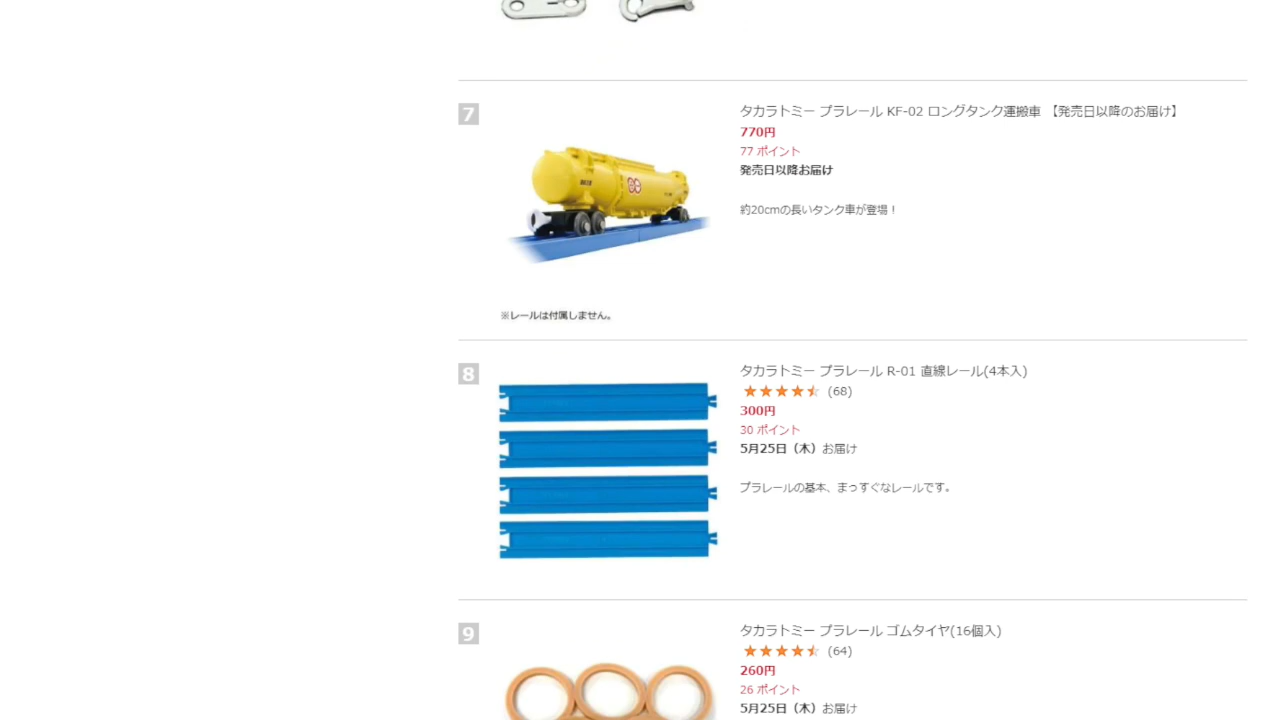 7
タカラトミー プラレール KF-02 ロングタンク運搬車 【発売日以降のお届け】
770円
77 ポイント
発売日以降お届け
約20cmの長いタンク車が登場！
※レールは付属しません。
8
タカラトミー プラレール R-01 直線レール(4本入)
(68)
300円
30 ポイント
5月25日（木）お届け
プラレールの基本、まっすぐなレールです。
9
タカラトミー プラレール ゴムタイヤ(16個入)
(64)
260円
26 ポイント
5月25日（木）お届け